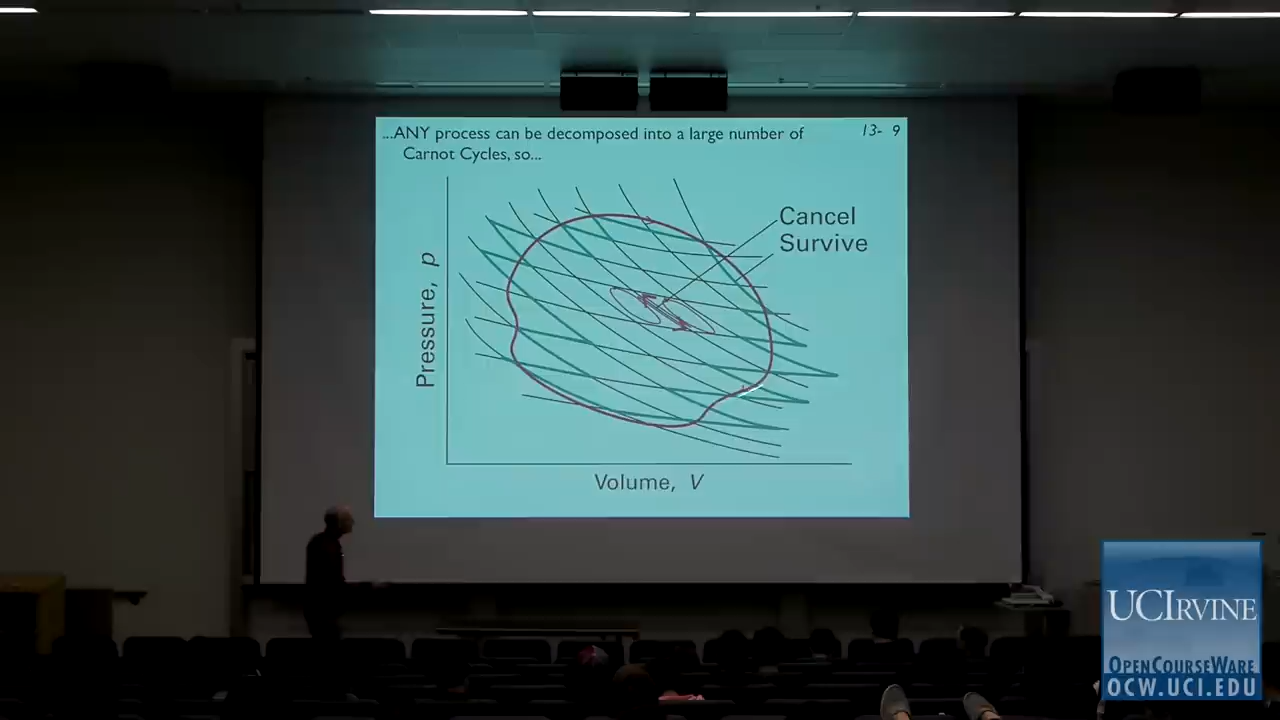 ...ANY process can be decomposed into a large number of
Carnot Cycles, so...
13- 9
Cancel
Survive
Pressure, p
Volume, V
UCIRVINE
OPENCOURSEWARE
OCW.UCI.EDU